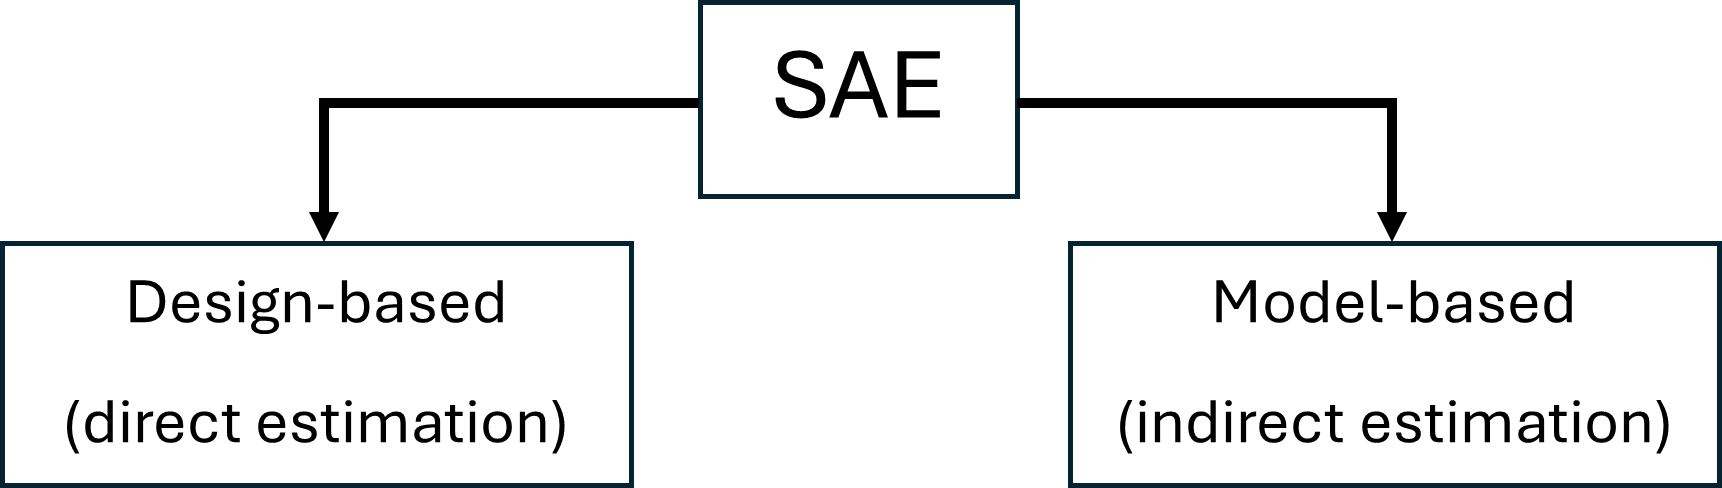 SAE
Design-based
(direct estimation)
Model-based
(indirect estimation)